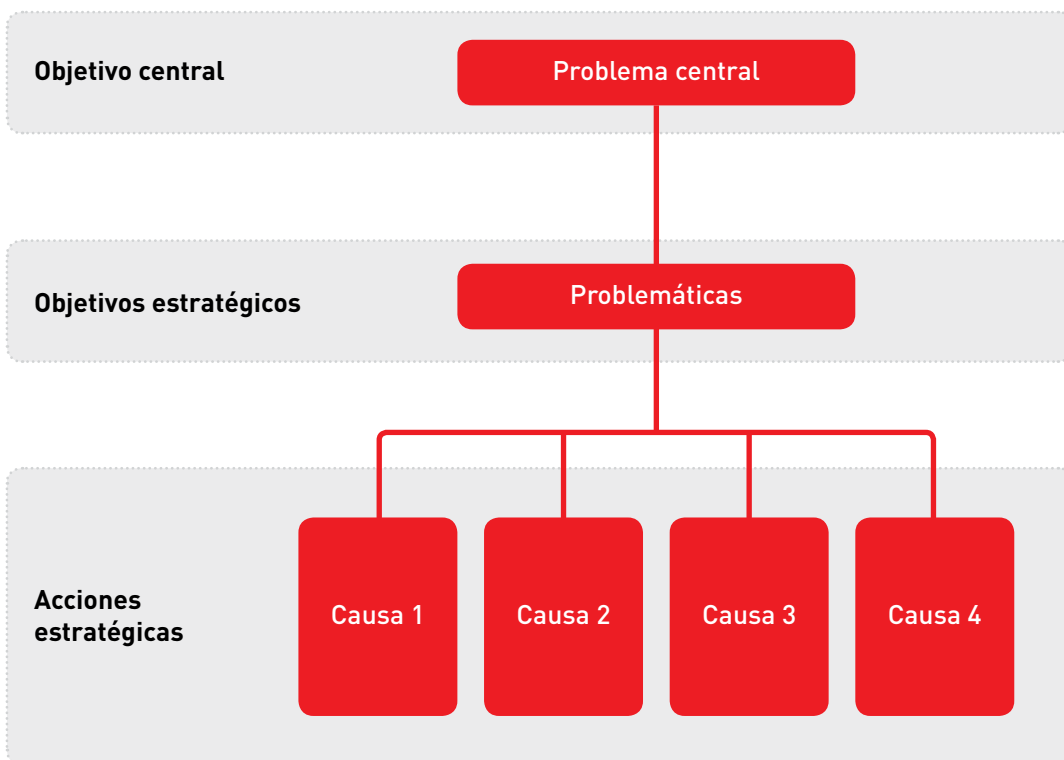 Objetivo central
Problema central
Objetivos estratégicos
Problemáticas
Acciones
estratégicas
Causa 1
Causa 2
Causa 3
Causa 4